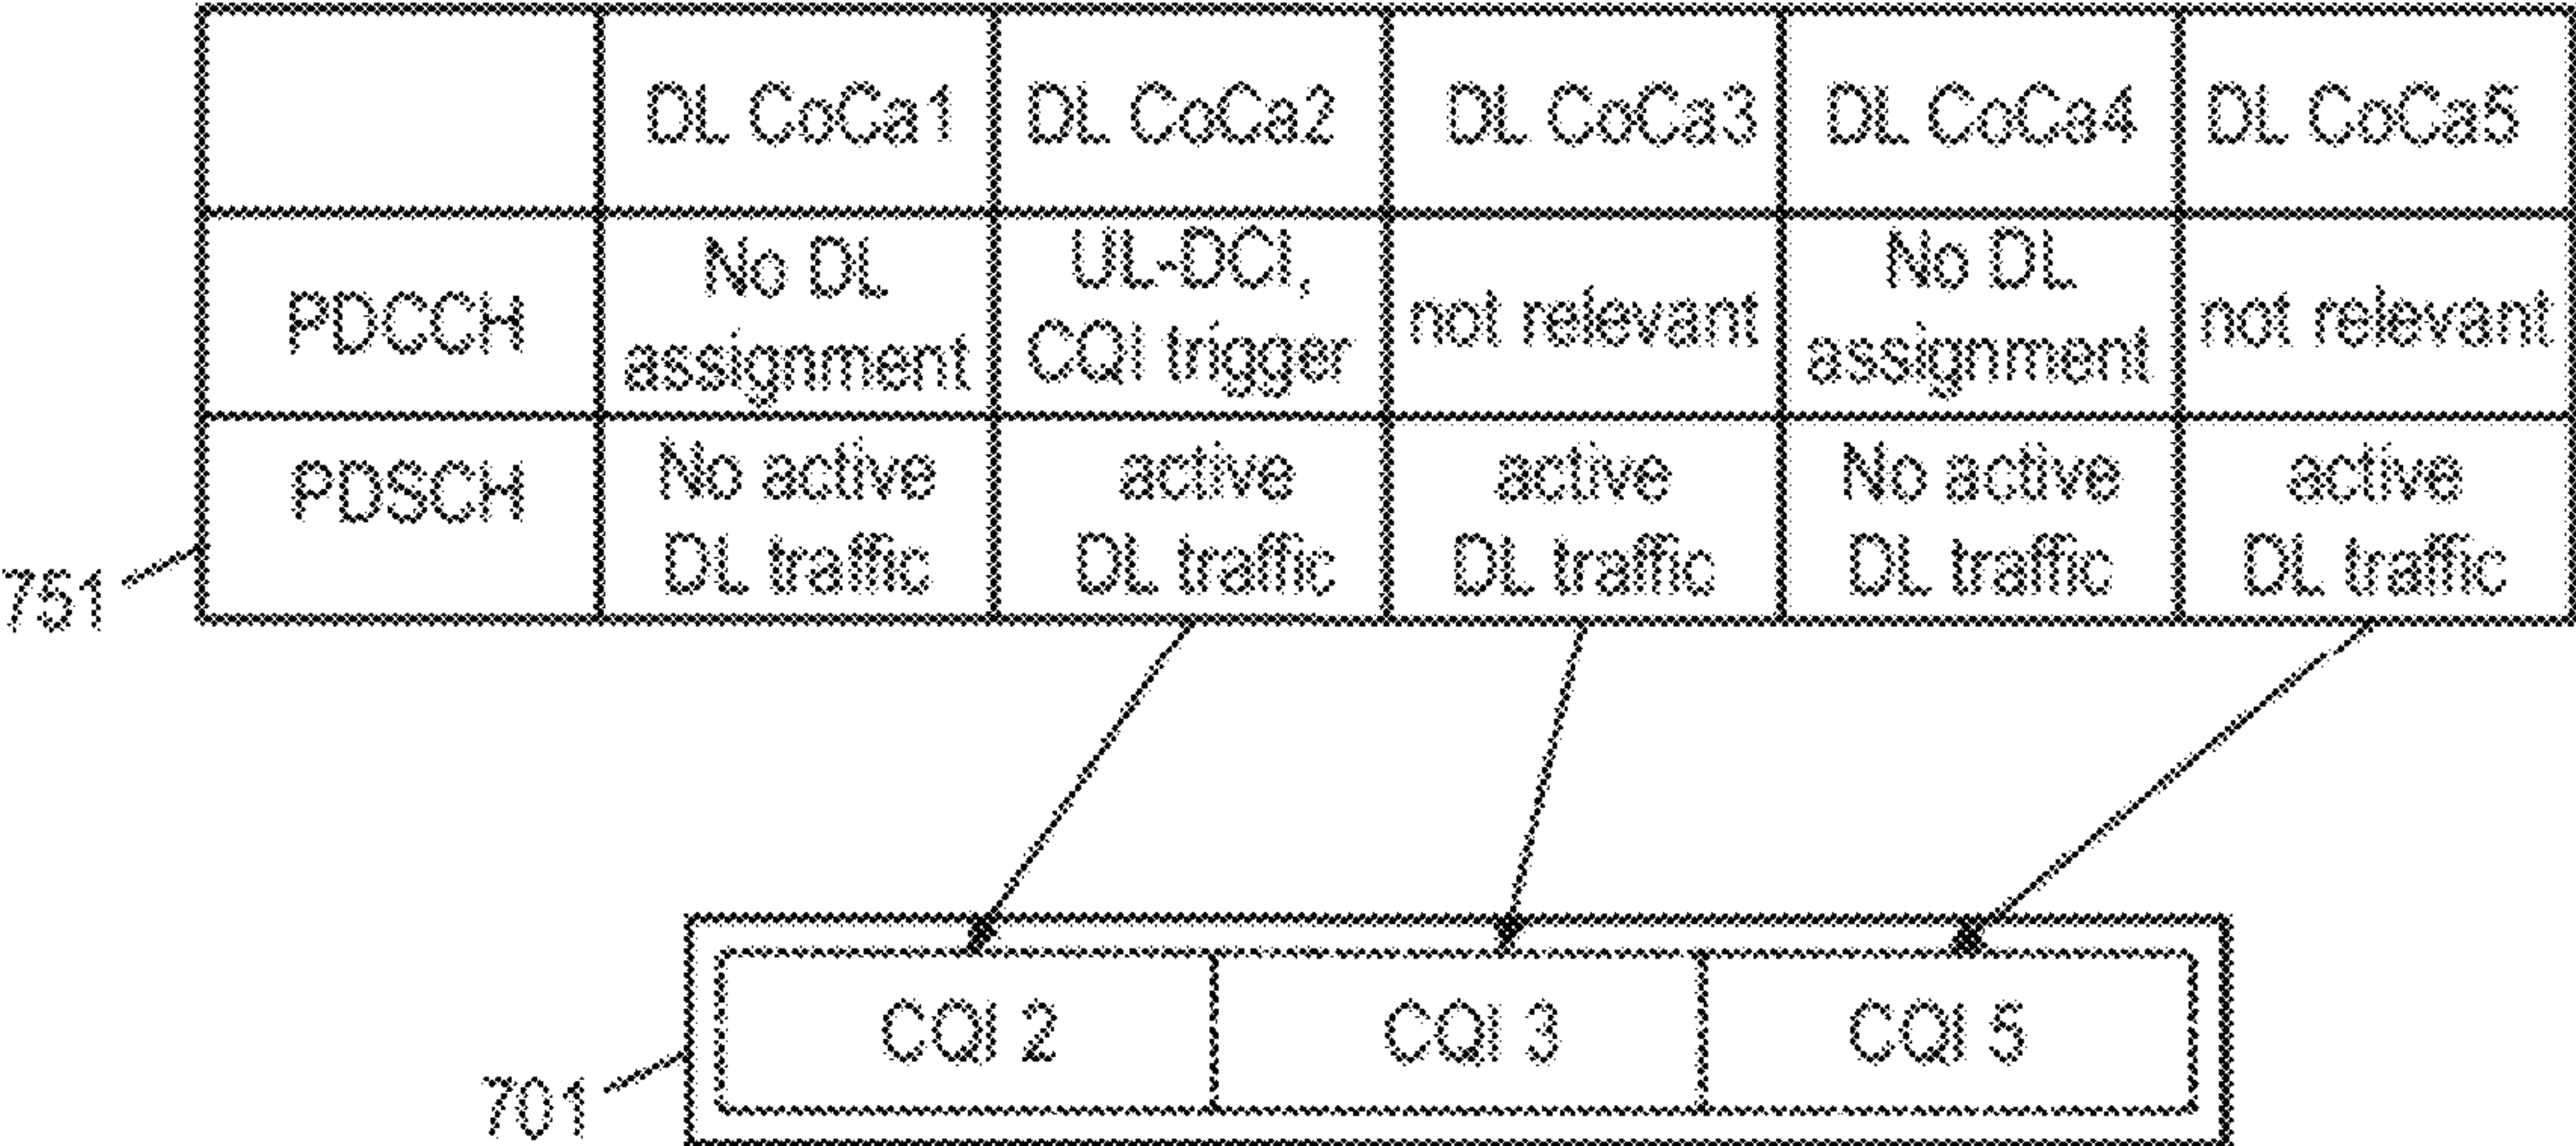 DL CoCa1 DL CoCa2 DL CoCa3 DL CoCa4 DL CoCa5
PDCCH
No DL
assignment
UL-DCI,
CQI trigger
not relevant
No DL
assignment
not relevant
PDSCH
No active
DL traffic
active
DL traffic
active
DL traffic
No active
DL traffic
active
DL traffic
751
CQI 2 CQI 3 CQI 5
701